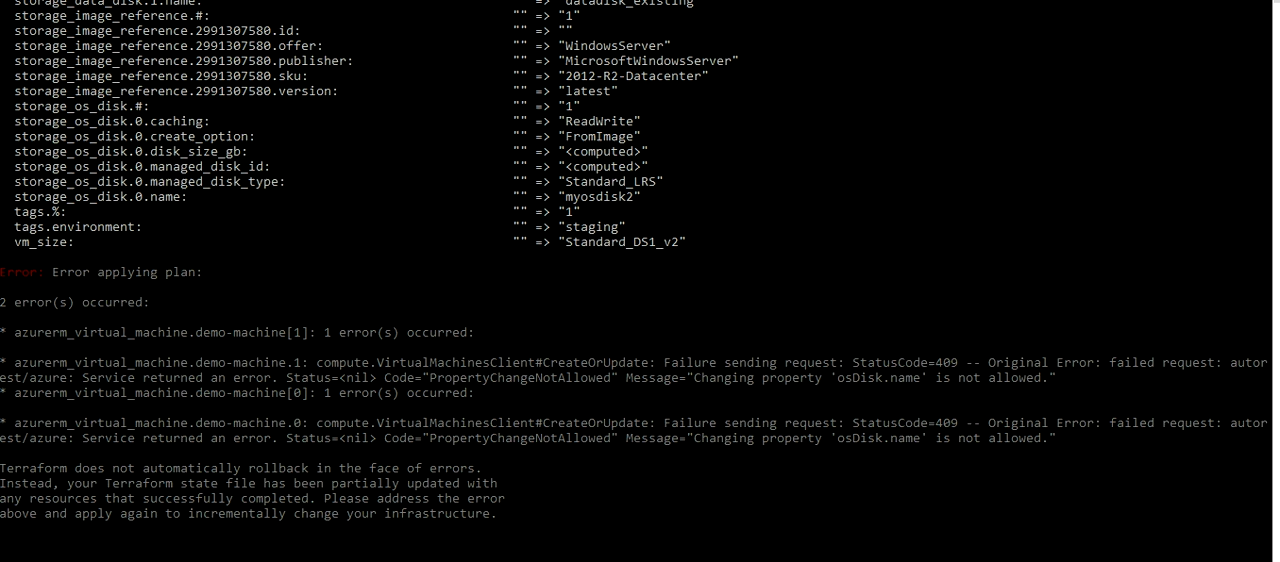 storage_data_disk.1.name: "" => "datadisk_existing"
storage_image_reference.#: "" => "1"
storage_image_reference.2991307580.id: "" => ""
storage_image_reference.2991307580.offer: "" => "WindowsServer"
storage_image_reference.2991307580.publisher: "" => "MicrosoftWindowsServer"
storage_image_reference.2991307580.sku: "" => "2012-R2-Datacenter"
storage_image_reference.2991307580.version: "" => "latest"
storage_os_disk.#: "" => "1"
storage_os_disk.0.caching: "" => "ReadWrite"
storage_os_disk.0.create_option: "" => "FromImage"
storage_os_disk.0.disk_size_gb: "" => "<computed>"
storage_os_disk.0.managed_disk_id: "" => "<computed>"
storage_os_disk.0.managed_disk_type: "" => "Standard_LRS"
storage_os_disk.0.name: "" => "myosdisk2"
tags.%: "" => "1"
tags.environment: "" => "staging"
vm_size: "" => "Standard_DS1_v2"
Error: Error applying plan:
2 error(s) occurred:
* azurerm_virtual_machine.demo-machine[1]: 1 error(s) occurred:
* azurerm_virtual_machine.demo-machine.1: compute.VirtualMachinesClient#CreateOrUpdate: Failure sending request: StatusCode=409 -- Original Error: failed request: autor
est/azure: Service returned an error. Status=<nil> Code="PropertyChangeNotAllowed" Message="Changing property 'osDisk.name' is not allowed."
* azurerm_virtual_machine.demo-machine[0]: 1 error(s) occurred:
* azurerm_virtual_machine.demo-machine.0: compute.VirtualMachinesClient#CreateOrUpdate: Failure sending request: StatusCode=409 -- Original Error: failed request: autor
est/azure: Service returned an error. Status=<nil> Code="PropertyChangeNotAllowed" Message="Changing property 'osDisk.name' is not allowed."
Terraform does not automatically rollback in the face of errors.
Instead, your Terraform state file has been partially updated with
any resources that successfully completed. Please address the error
above and apply again to incrementally change your infrastructure.